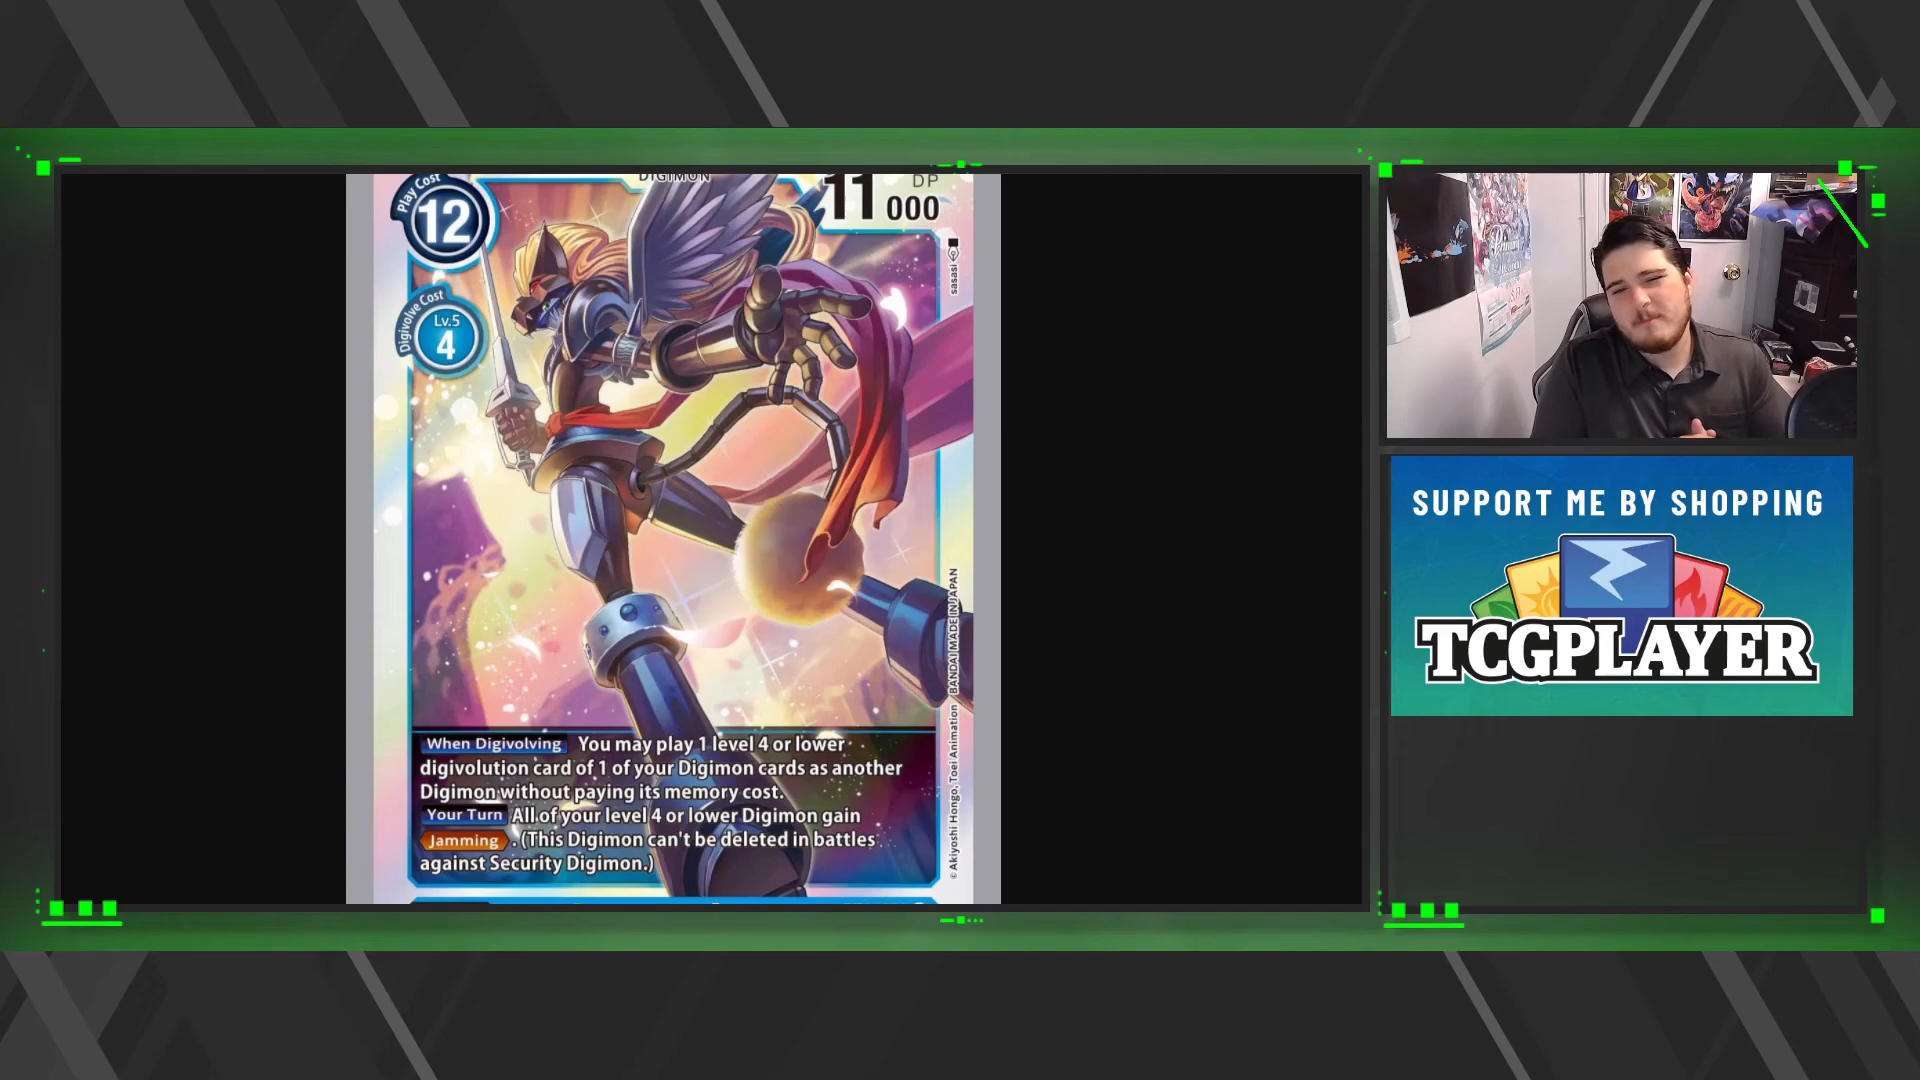 DIGIMON
Play Cost
12
11000
DP
Digivolve Cost
Lv.5
4
sasasi
When Digivolving You may play 1 level 4 or lower
digivolution card of 1 of your Digimon cards as another
Digimon without paying its memory cost.
Your Turn All of your level 4 or lower Digimon gain
Jamming . (This Digimon can't be deleted in battles
against Security Digimon.)
© Akiyoshi Hongo, Toei Animation BANDAI MADE IN JAPAN
SUPPORT ME BY SHOPPING
TCGPLAYER